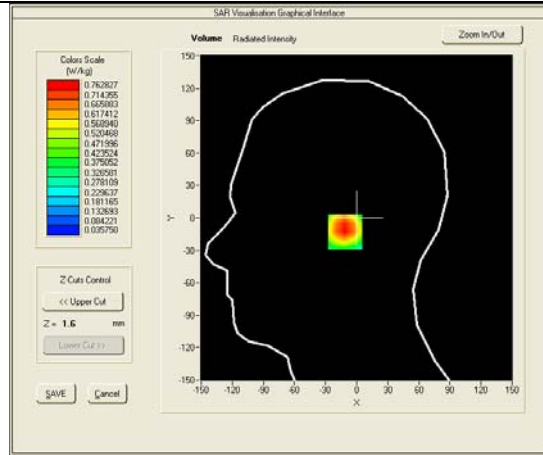 SAR Visualisation Graphical Interface
Volume Radiated Intensity
Zoom In/Out
Colors Scale
(W/kg)
0.762827
0.714355
0.665883
0.617412
0.568940
0.520468
0.471996
0.423524
0.375052
0.326581
0.278109
0.229637
0.181165
0.132693
0.084221
0.035750
Z-Cuts Control
<< Upper Cut
Z = 1.6 mm
Lower Cut >>
SAVE Cancel
150
120
90
60
30
0
-30
-60
-90
-120
-150
Y
-150 -120 -90 -60 -30 0 30 60 90 120 150
X